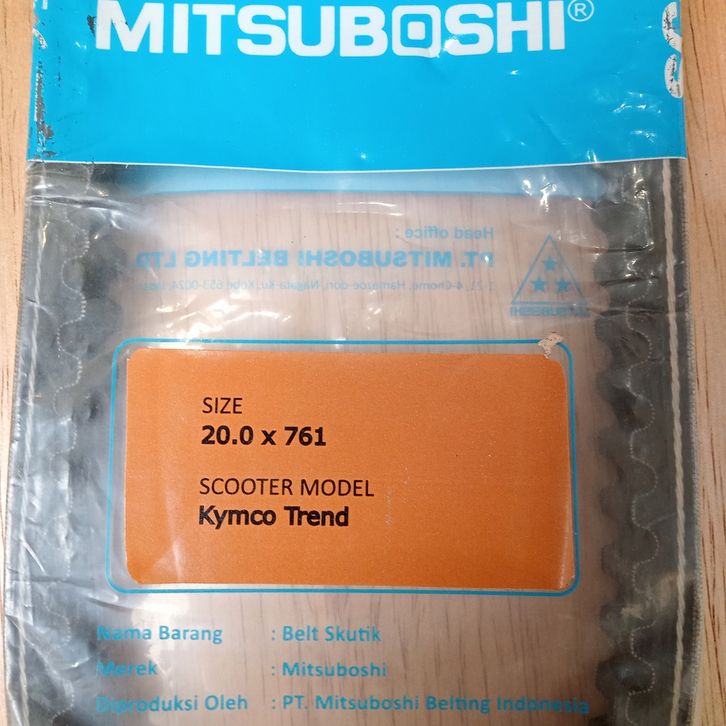 MITSUBOSHI®
Head office :
PT. MITSUBOSHI BELTING LTD
MITSUBOSHI
SIZE
20.0 x 761
SCOOTER MODEL
Kymco Trend
Nama Barang : Belt Skutik
Merek : Mitsuboshi
Diproduksi Oleh : PT. Mitsuboshi Belting Indonesia